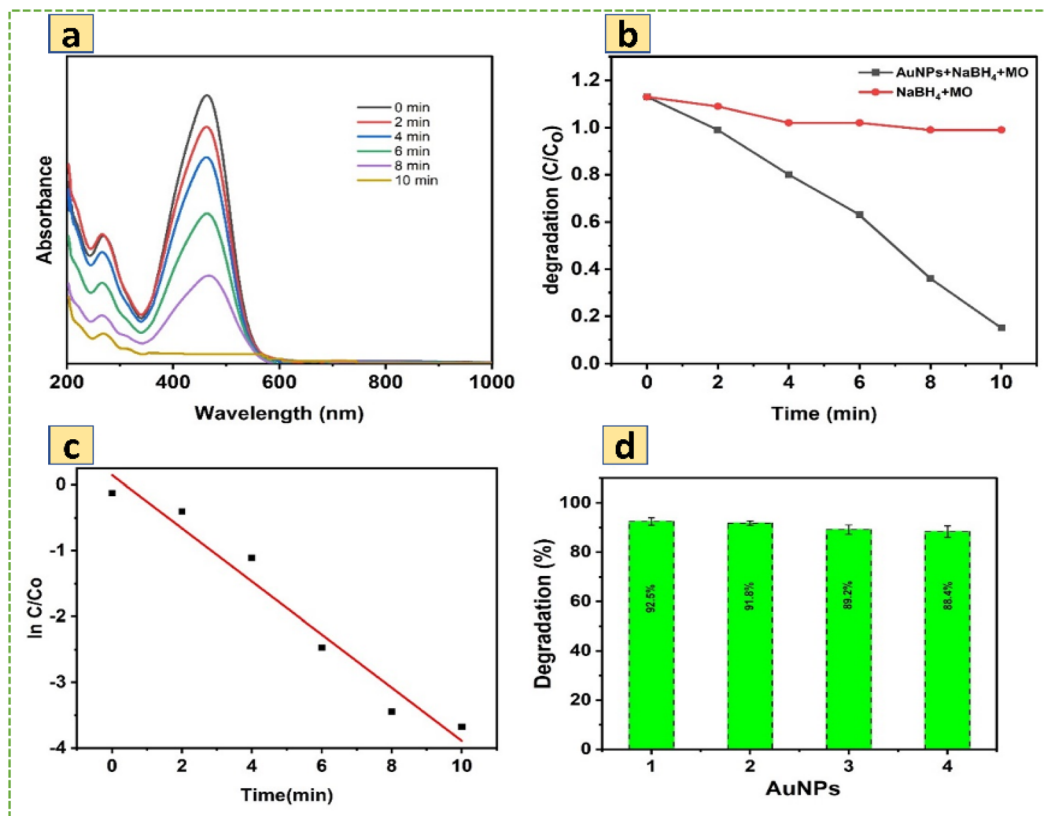 a
0 min
2 min
4 min
6 min
8 min
10 min
Absorbance
200 400 600 800 1000
Wavelength (nm)
b
AuNPs+NaBH₄+MO
NaBH₄+MO
degradation (C/C₀)
1.2
1.0
0.8
0.6
0.4
0.2
0.0
0 2 4 6 8 10
Time (min)
c
ln C/Co
0
-1
-2
-3
-4
0 2 4 6 8 10
Time(min)
d
Degradation (%)
100
80
60
40
20
0
92.5% 91.8% 89.2% 88.4%
1 2 3 4
AuNPs